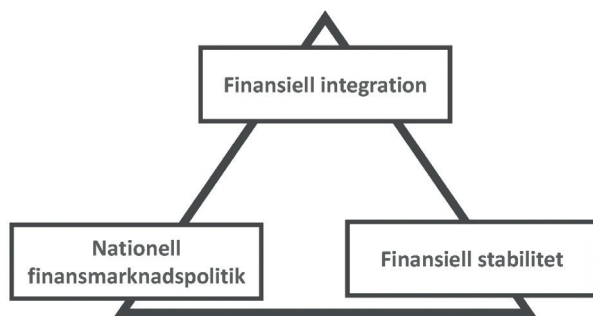 Finansiell integration
Nationell
finansmarknadspolitik
Finansiell stabilitet